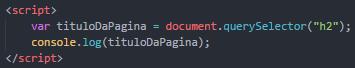 <script>
var tituloDaPagina = document.querySelector("h2");
console.log(tituloDaPagina);
</script>